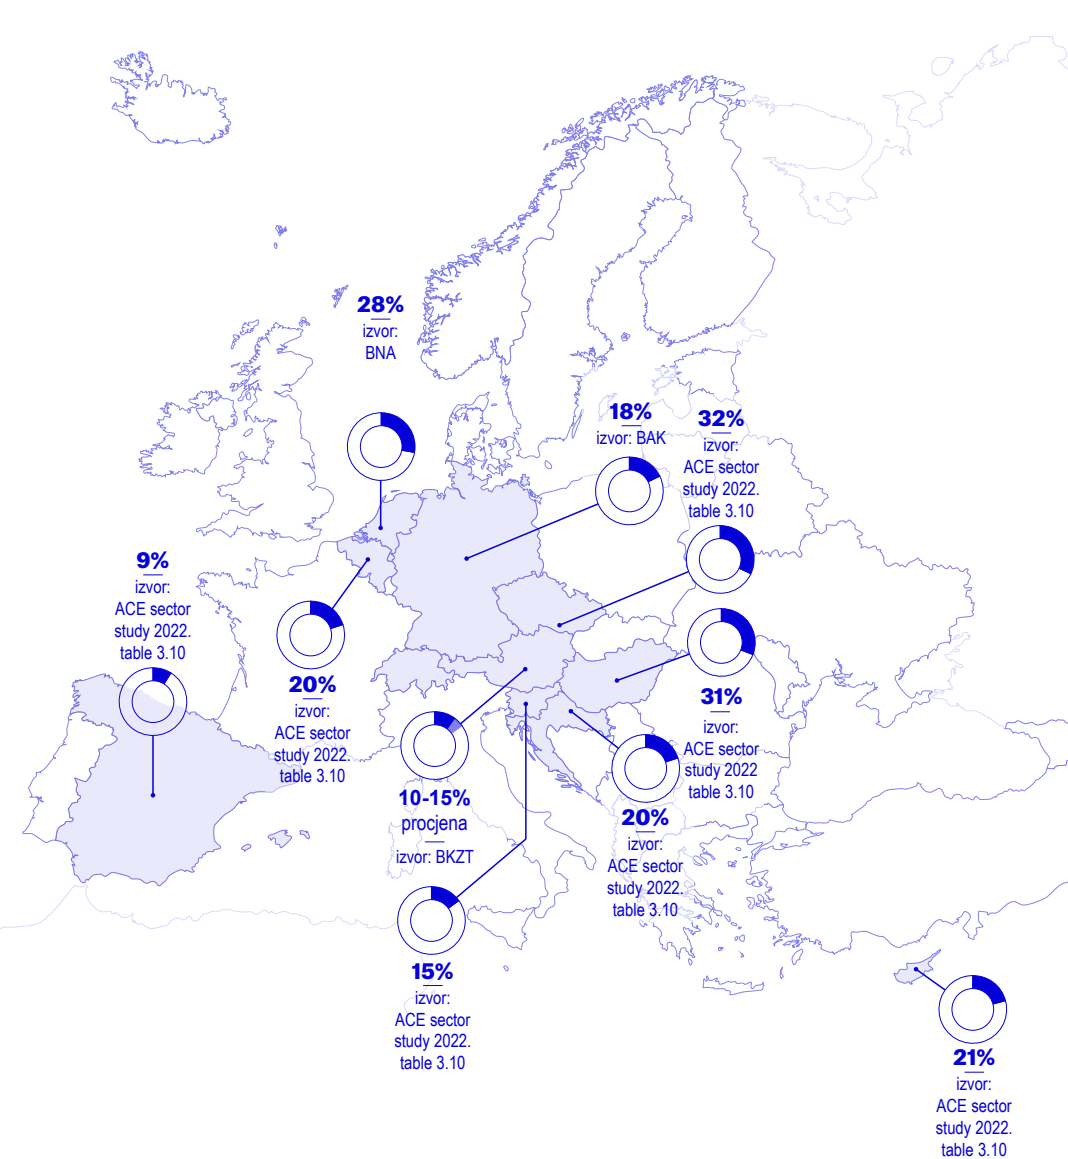 28%
izvor:
BNA
18%
izvor: BAK
32%
izvor:
ACE sector
study 2022.
table 3.10
9%
izvor:
ACE sector
study 2022.
table 3.10
20%
izvor:
ACE sector
study 2022.
table 3.10
31%
izvor:
ACE sector
study 2022
table 3.10
10-15%
procjena
izvor: BKZT
20%
izvor:
ACE sector
study 2022.
table 3.10
15%
izvor:
ACE sector
study 2022.
table 3.10
21%
izvor:
ACE sector
study 2022.
table 3.10